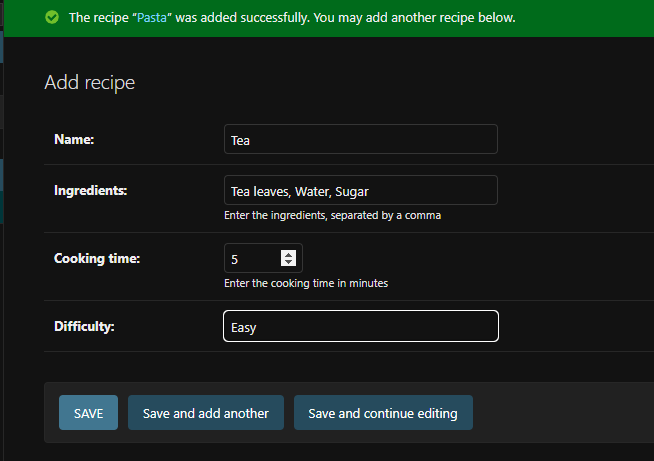 The recipe “Pasta” was added successfully. You may add another recipe below.
Add recipe
Name:
Tea
Ingredients:
Tea leaves, Water, Sugar
Enter the ingredients, separated by a comma
Cooking time:
5
Enter the cooking time in minutes
Difficulty:
Easy
SAVE
Save and add another
Save and continue editing